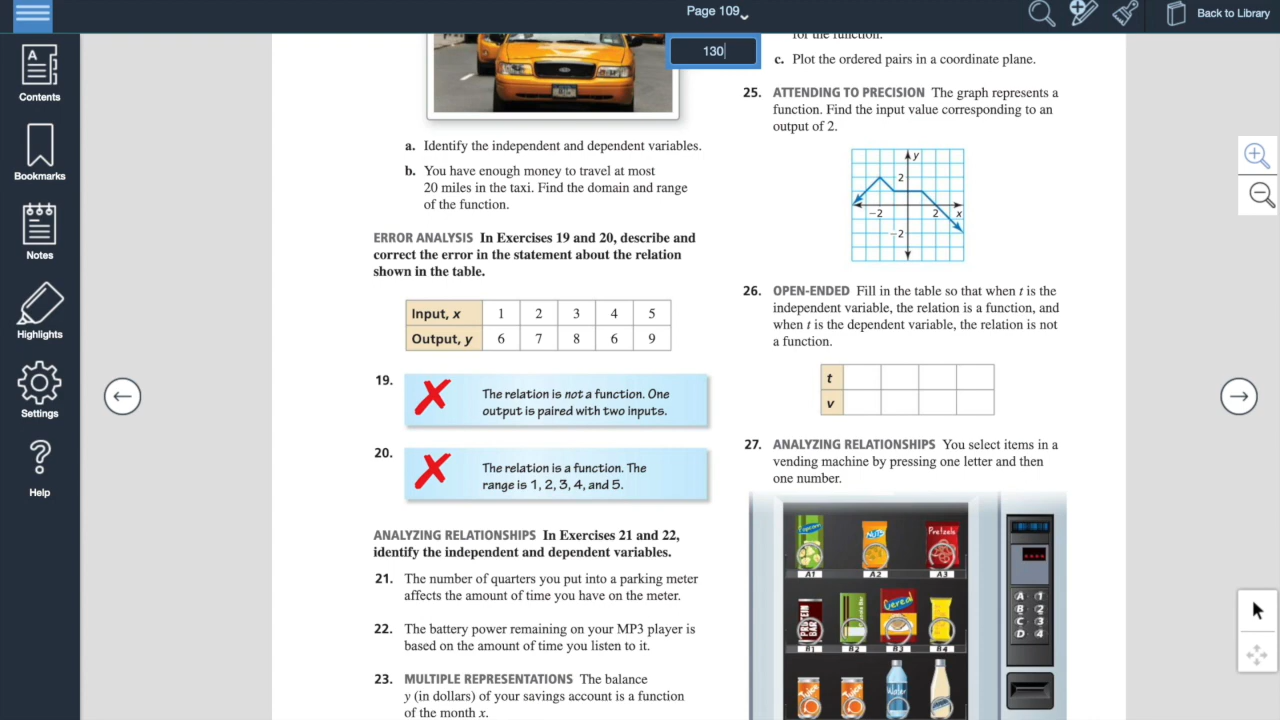 Page 109
Back to Library
130
Contents
Bookmarks
Notes
Highlights
Settings
Help
a. Identify the independent and dependent variables.
b. You have enough money to travel at most
20 miles in the taxi. Find the domain and range
of the function.
ERROR ANALYSIS In Exercises 19 and 20, describe and
correct the error in the statement about the relation
shown in the table.
Input, x 1 2 3 4 5
Output, y 6 7 8 6 9
19. The relation is not a function. One
output is paired with two inputs.
20. The relation is a function. The
range is 1, 2, 3, 4, and 5.
ANALYZING RELATIONSHIPS In Exercises 21 and 22,
identify the independent and dependent variables.
21. The number of quarters you put into a parking meter
affects the amount of time you have on the meter.
22. The battery power remaining on your MP3 player is
based on the amount of time you listen to it.
23. MULTIPLE REPRESENTATIONS The balance
y (in dollars) of your savings account is a function
of the month x.
for the function.
c. Plot the ordered pairs in a coordinate plane.
25. ATTENDING TO PRECISION The graph represents a
function. Find the input value corresponding to an
output of 2.
y
2
-2 2 x
-2
26. OPEN-ENDED Fill in the table so that when t is the
independent variable, the relation is a function, and
when t is the dependent variable, the relation is not
a function.
t
v
27. ANALYZING RELATIONSHIPS You select items in a
vending machine by pressing one letter and then
one number.
Popcorn Nuts Pretzels
A1 A2 A3
PROTEIN BAR Cereal
B1 B2 B3 B4
Water
A 1
B 2
C 3
D 4